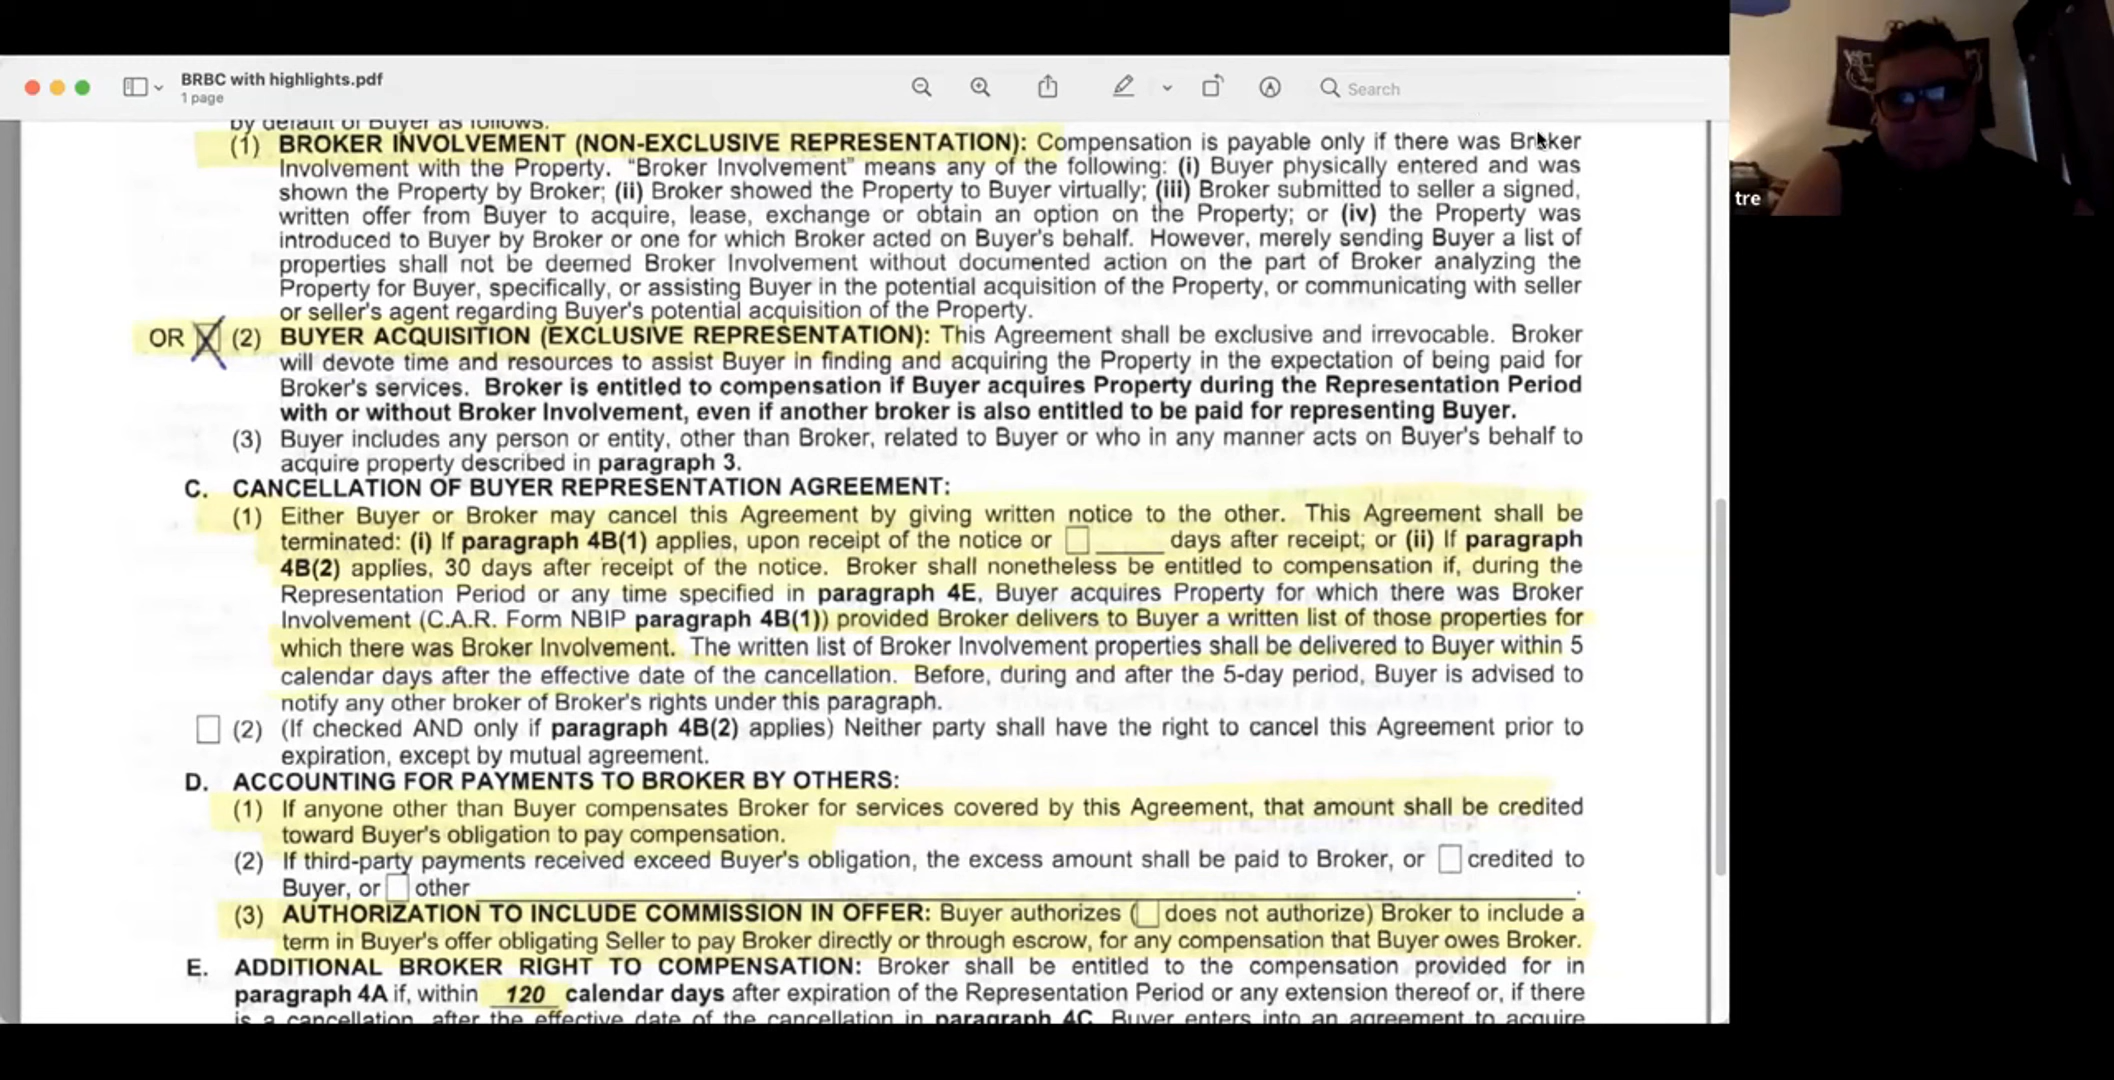 BRBC with highlights.pdf
1 page
Search
tre
by default of Buyer as follows.
(1) BROKER INVOLVEMENT (NON-EXCLUSIVE REPRESENTATION): Compensation is payable only if there was Broker
Involvement with the Property. "Broker Involvement" means any of the following: (i) Buyer physically entered and was
shown the Property by Broker; (ii) Broker showed the Property to Buyer virtually; (iii) Broker submitted to seller a signed,
written offer from Buyer to acquire, lease, exchange or obtain an option on the Property; or (iv) the Property was
introduced to Buyer by Broker or one for which Broker acted on Buyer's behalf. However, merely sending Buyer a list of
properties shall not be deemed Broker Involvement without documented action on the part of Broker analyzing the
Property for Buyer, specifically, or assisting Buyer in the potential acquisition of the Property, or communicating with seller
or seller's agent regarding Buyer's potential acquisition of the Property.
OR (2) BUYER ACQUISITION (EXCLUSIVE REPRESENTATION): This Agreement shall be exclusive and irrevocable. Broker
will devote time and resources to assist Buyer in finding and acquiring the Property in the expectation of being paid for
Broker's services. Broker is entitled to compensation if Buyer acquires Property during the Representation Period
with or without Broker Involvement, even if another broker is also entitled to be paid for representing Buyer.
(3) Buyer includes any person or entity, other than Broker, related to Buyer or who in any manner acts on Buyer's behalf to
acquire property described in paragraph 3.
C. CANCELLATION OF BUYER REPRESENTATION AGREEMENT:
(1) Either Buyer or Broker may cancel this Agreement by giving written notice to the other. This Agreement shall be
terminated: (i) If paragraph 4B(1) applies, upon receipt of the notice or ☐ _____ days after receipt; or (ii) If paragraph
4B(2) applies, 30 days after receipt of the notice. Broker shall nonetheless be entitled to compensation if, during the
Representation Period or any time specified in paragraph 4E, Buyer acquires Property for which there was Broker
Involvement (C.A.R. Form NBIP paragraph 4B(1)) provided Broker delivers to Buyer a written list of those properties for
which there was Broker Involvement. The written list of Broker Involvement properties shall be delivered to Buyer within 5
calendar days after the effective date of the cancellation. Before, during and after the 5-day period, Buyer is advised to
notify any other broker of Broker's rights under this paragraph.
☐ (2) (If checked AND only if paragraph 4B(2) applies) Neither party shall have the right to cancel this Agreement prior to
expiration, except by mutual agreement.
D. ACCOUNTING FOR PAYMENTS TO BROKER BY OTHERS:
(1) If anyone other than Buyer compensates Broker for services covered by this Agreement, that amount shall be credited
toward Buyer's obligation to pay compensation.
(2) If third-party payments received exceed Buyer's obligation, the excess amount shall be paid to Broker, or ☐ credited to
Buyer, or ☐ other _____.
(3) AUTHORIZATION TO INCLUDE COMMISSION IN OFFER: Buyer authorizes (☐ does not authorize) Broker to include a
term in Buyer's offer obligating Seller to pay Broker directly or through escrow, for any compensation that Buyer owes Broker.
E. ADDITIONAL BROKER RIGHT TO COMPENSATION: Broker shall be entitled to the compensation provided for in
paragraph 4A if, within 120 calendar days after expiration of the Representation Period or any extension thereof or, if there
is a cancellation, after the effective date of the cancellation in paragraph 4C, Buyer enters into an agreement to acquire